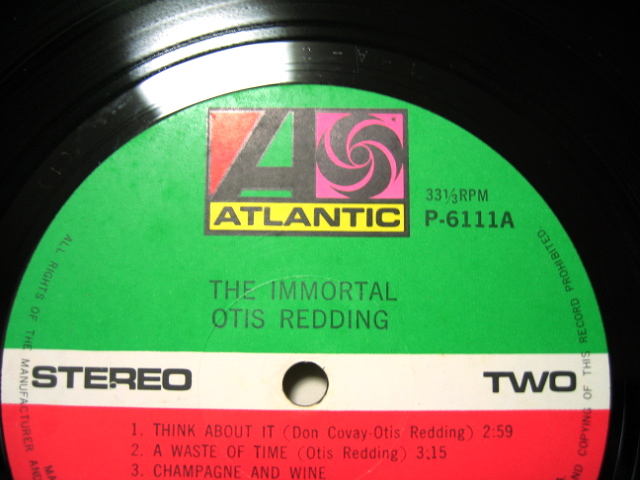 ATLANTIC
33⅓RPM
P-6111A
THE IMMORTAL
OTIS REDDING
STEREO
TWO
1. THINK ABOUT IT (Don Covay-Otis Redding) 2:59
2. A WASTE OF TIME (Otis Redding) 3:15
3. CHAMPAGNE AND WINE
ALL RIGHTS OF THE MANUFACTURER AND
COPYING OF THIS RECORD PROHIBITED